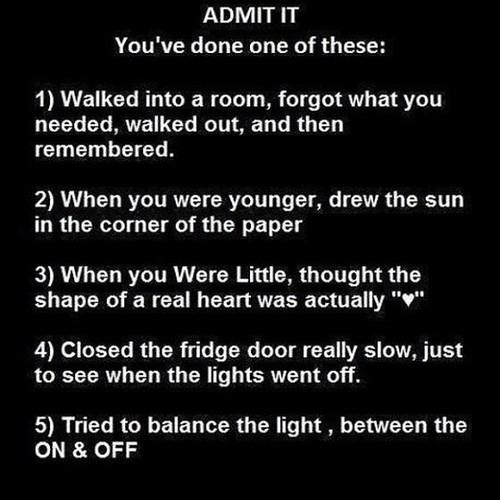 ADMIT IT
You've done one of these:
1) Walked into a room, forgot what you
needed, walked out, and then
remembered.
2) When you were younger, drew the sun
in the corner of the paper
3) When you Were Little, thought the
shape of a real heart was actually "♥"
4) Closed the fridge door really slow, just
to see when the lights went off.
5) Tried to balance the light , between the
ON & OFF